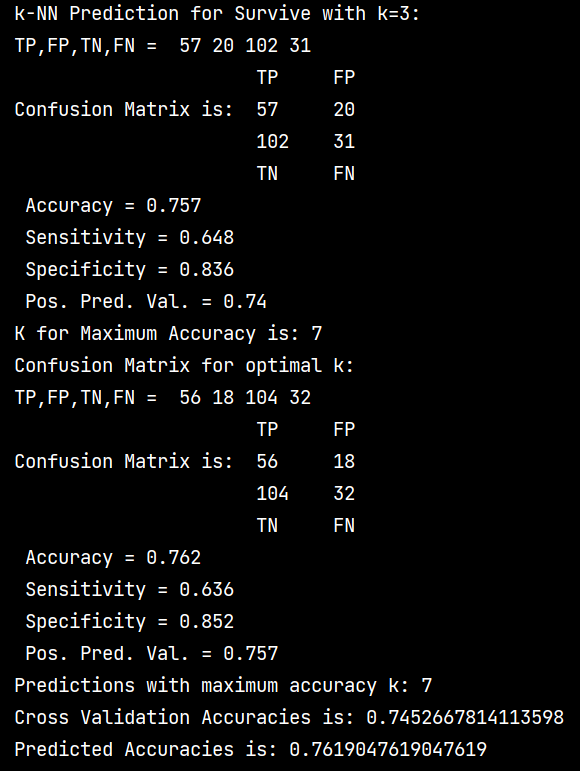 k-NN Prediction for Survive with k=3:
TP,FP,TN,FN =  57 20 102 31
                      TP     FP
Confusion Matrix is:  57     20
                      102    31
                      TN     FN
 Accuracy = 0.757
 Sensitivity = 0.648
 Specificity = 0.836
 Pos. Pred. Val. = 0.74
K for Maximum Accuracy is: 7
Confusion Matrix for optimal k:
TP,FP,TN,FN =  56 18 104 32
                      TP     FP
Confusion Matrix is:  56     18
                      104    32
                      TN     FN
 Accuracy = 0.762
 Sensitivity = 0.636
 Specificity = 0.852
 Pos. Pred. Val. = 0.757
Predictions with maximum accuracy k: 7
Cross Validation Accuracies is: 0.7452667814113598
Predicted Accuracies is: 0.7619047619047619